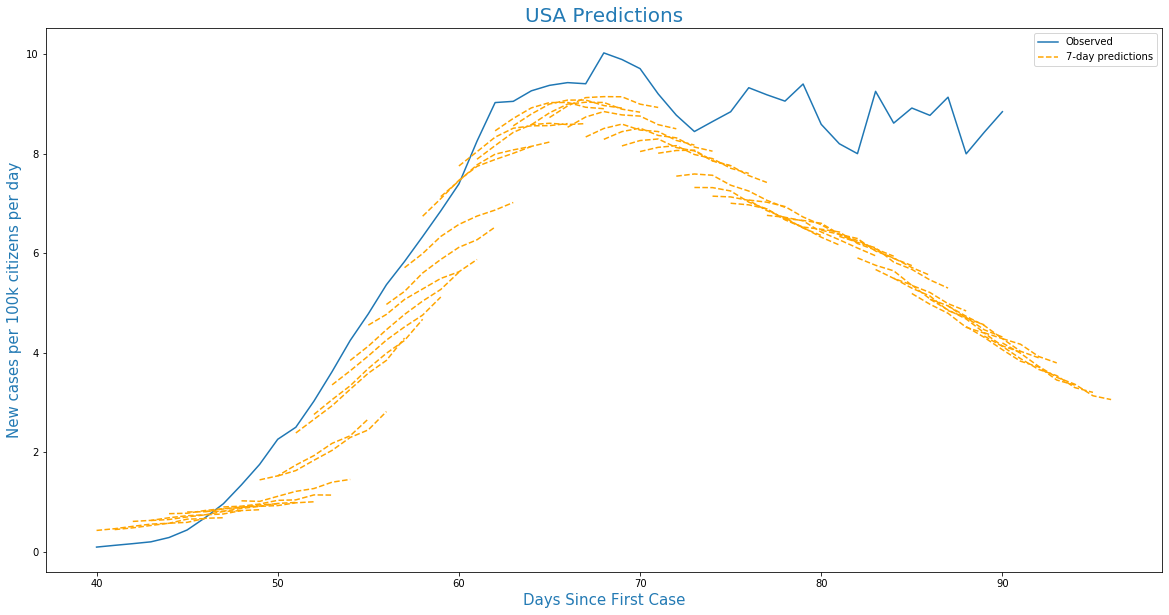 USA Predictions
Observed
7-day predictions
New cases per 100k citizens per day
10
8
6
4
2
0
40
50
60
70
80
90
Days Since First Case